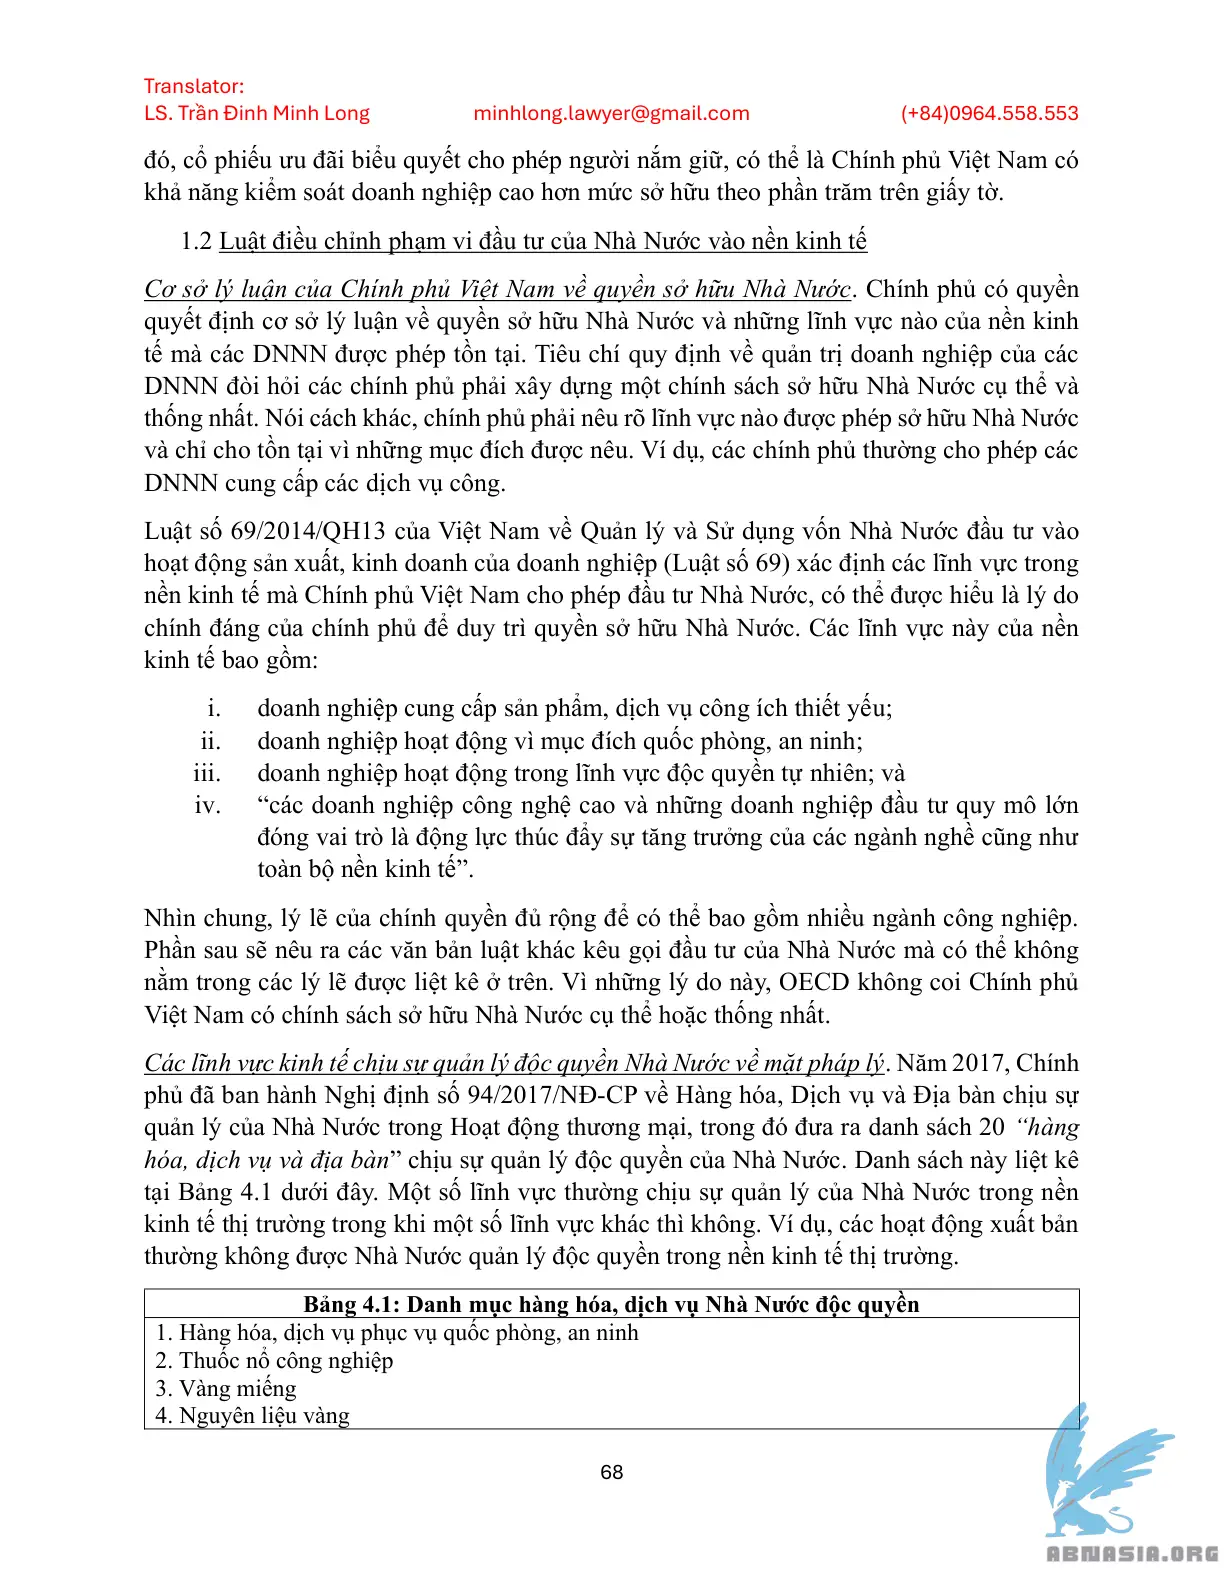 Translator:
LS. Trần Đinh Minh Long minhlong.lawyer@gmail.com (+84)0964.558.553
đó, cổ phiếu ưu đãi biểu quyết cho phép người nắm giữ, có thể là Chính phủ Việt Nam có
khả năng kiểm soát doanh nghiệp cao hơn mức sở hữu theo phần trăm trên giấy tờ.
1.2 Luật điều chỉnh phạm vi đầu tư của Nhà Nước vào nền kinh tế
Cơ sở lý luận của Chính phủ Việt Nam về quyền sở hữu Nhà Nước. Chính phủ có quyền
quyết định cơ sở lý luận về quyền sở hữu Nhà Nước và những lĩnh vực nào của nền kinh
tế mà các DNNN được phép tồn tại. Tiêu chí quy định về quản trị doanh nghiệp của các
DNNN đòi hỏi các chính phủ phải xây dựng một chính sách sở hữu Nhà Nước cụ thể và
thống nhất. Nói cách khác, chính phủ phải nêu rõ lĩnh vực nào được phép sở hữu Nhà Nước
và chỉ cho tồn tại vì những mục đích được nêu. Ví dụ, các chính phủ thường cho phép các
DNNN cung cấp các dịch vụ công.
Luật số 69/2014/QH13 của Việt Nam về Quản lý và Sử dụng vốn Nhà Nước đầu tư vào
hoạt động sản xuất, kinh doanh của doanh nghiệp (Luật số 69) xác định các lĩnh vực trong
nền kinh tế mà Chính phủ Việt Nam cho phép đầu tư Nhà Nước, có thể được hiểu là lý do
chính đáng của chính phủ để duy trì quyền sở hữu Nhà Nước. Các lĩnh vực này của nền
kinh tế bao gồm:
i. doanh nghiệp cung cấp sản phẩm, dịch vụ công ích thiết yếu;
ii. doanh nghiệp hoạt động vì mục đích quốc phòng, an ninh;
iii. doanh nghiệp hoạt động trong lĩnh vực độc quyền tự nhiên; và
iv. “các doanh nghiệp công nghệ cao và những doanh nghiệp đầu tư quy mô lớn
đóng vai trò là động lực thúc đẩy sự tăng trưởng của các ngành nghề cũng như
toàn bộ nền kinh tế”.
Nhìn chung, lý lẽ của chính quyền đủ rộng để có thể bao gồm nhiều ngành công nghiệp.
Phần sau sẽ nêu ra các văn bản luật khác kêu gọi đầu tư của Nhà Nước mà có thể không
nằm trong các lý lẽ được liệt kê ở trên. Vì những lý do này, OECD không coi Chính phủ
Việt Nam có chính sách sở hữu Nhà Nước cụ thể hoặc thống nhất.
Các lĩnh vực kinh tế chịu sự quản lý độc quyền Nhà Nước về mặt pháp lý. Năm 2017, Chính
phủ đã ban hành Nghị định số 94/2017/NĐ-CP về Hàng hóa, Dịch vụ và Địa bàn chịu sự
quản lý của Nhà Nước trong Hoạt động thương mại, trong đó đưa ra danh sách 20 “hàng
hóa, dịch vụ và địa bàn” chịu sự quản lý độc quyền của Nhà Nước. Danh sách này liệt kê
tại Bảng 4.1 dưới đây. Một số lĩnh vực thường chịu sự quản lý của Nhà Nước trong nền
kinh tế thị trường trong khi một số lĩnh vực khác thì không. Ví dụ, các hoạt động xuất bản
thường không được Nhà Nước quản lý độc quyền trong nền kinh tế thị trường.
Bảng 4.1: Danh mục hàng hóa, dịch vụ Nhà Nước độc quyền
1. Hàng hóa, dịch vụ phục vụ quốc phòng, an ninh
2. Thuốc nổ công nghiệp
3. Vàng miếng
4. Nguyên liệu vàng
68
ABNASIA.ORG